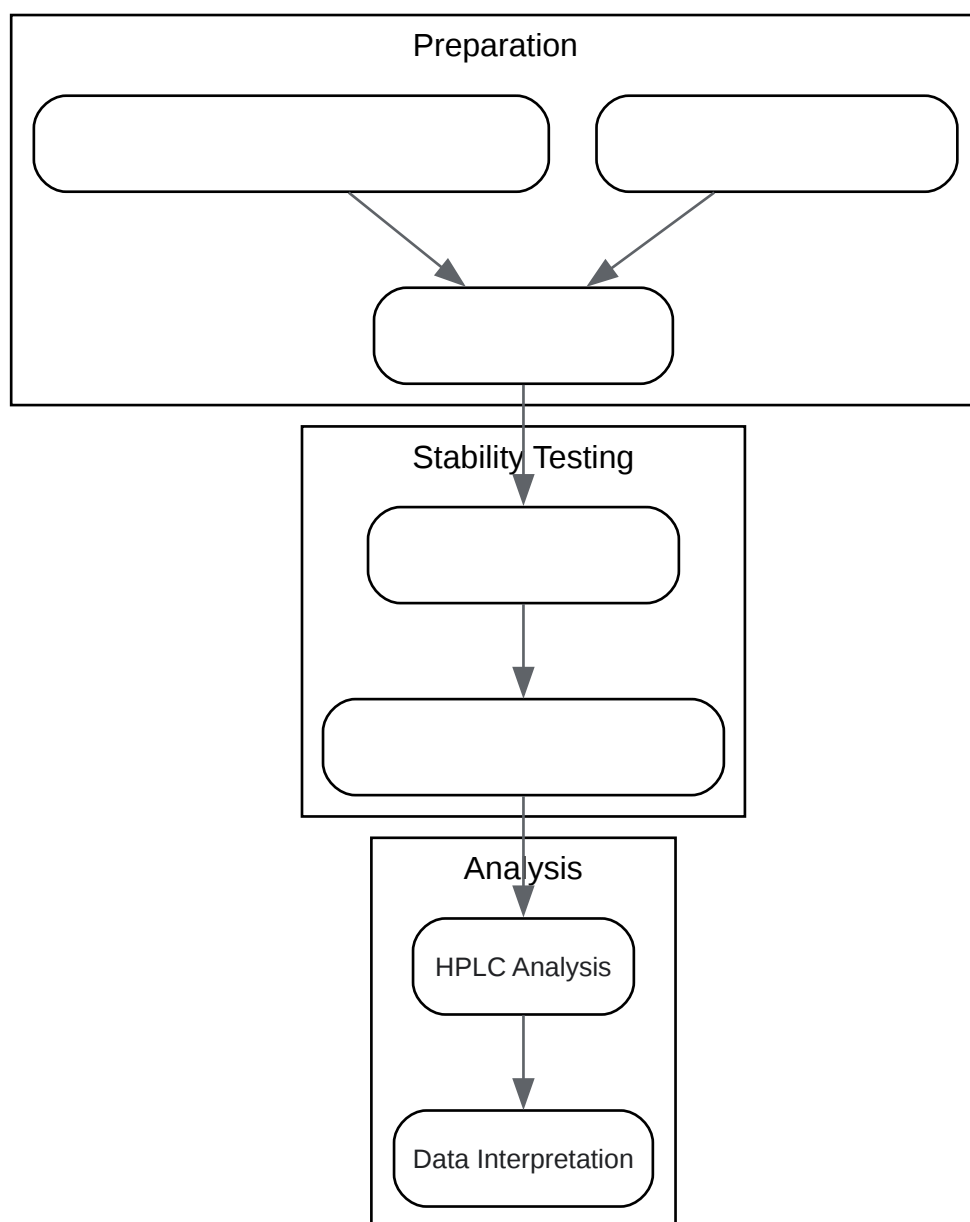 Preparation
Stability Testing
Analysis
HPLC Analysis
Data Interpretation